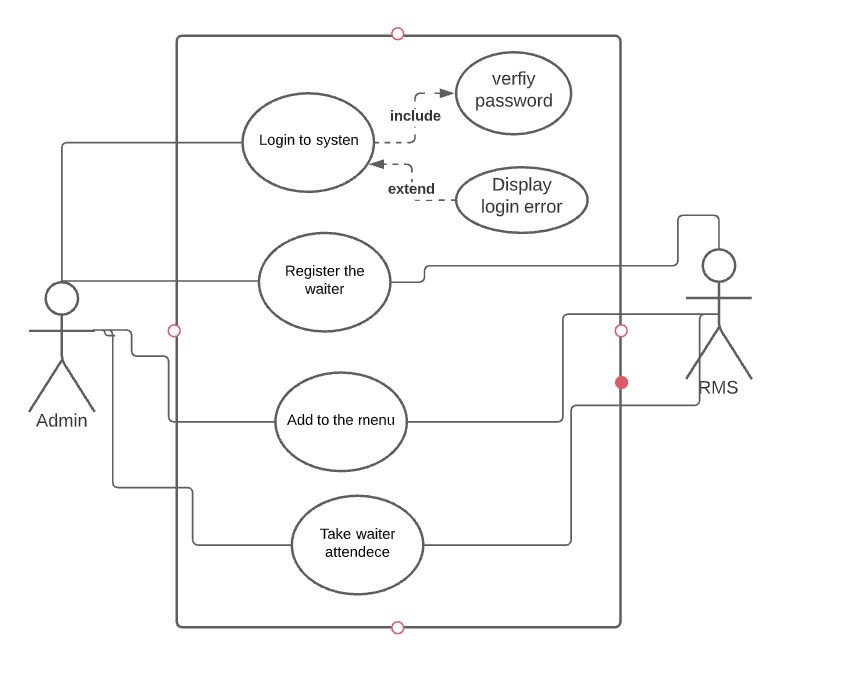 verfiy
password
Login to systen
include
extend
Display
login error
Register the
waiter
RMS
Admin
Add to the menu
Take waiter
attendece